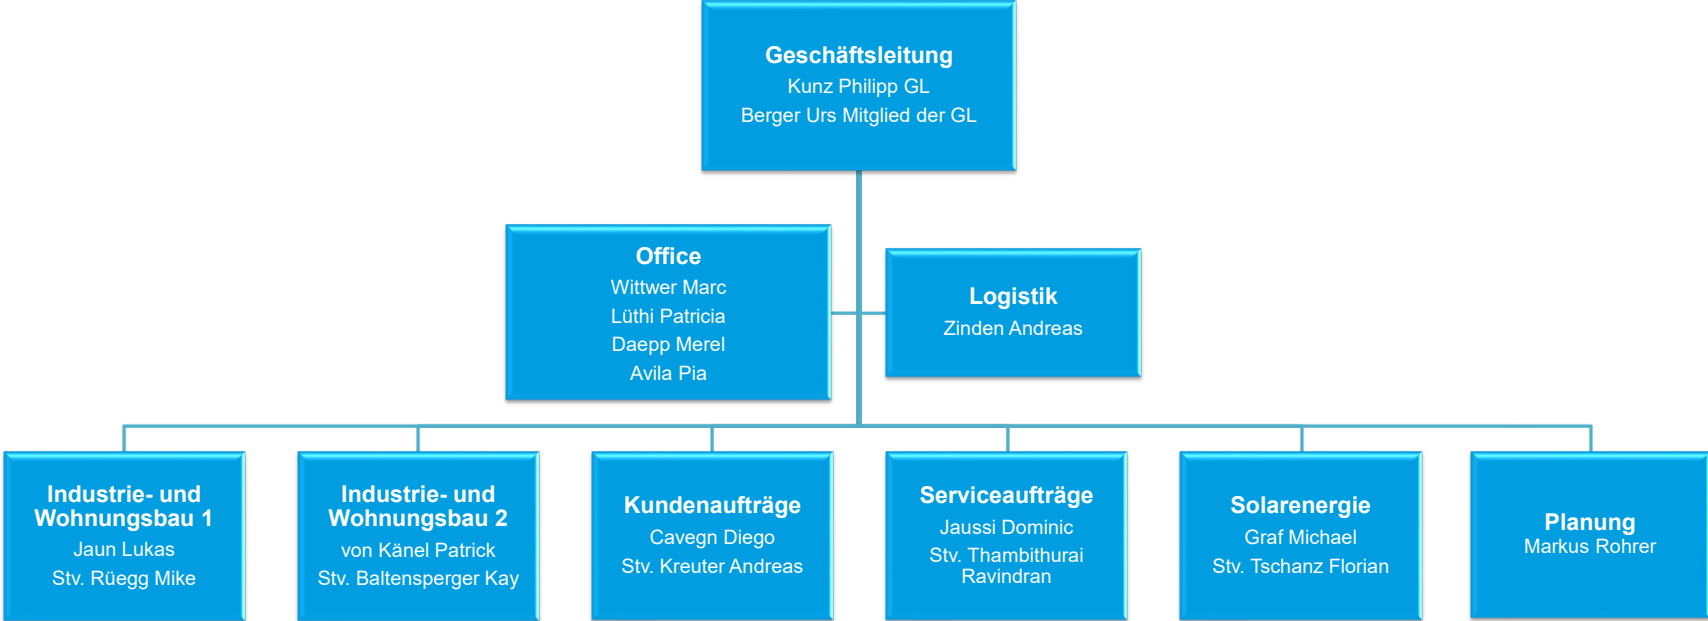 Geschäftsleitung
Kunz Philipp GL
Berger Urs Mitglied der GL
Office
Wittwer Marc
Lüthi Patricia
Daepp Merel
Avila Pia
Logistik
Zinden Andreas
Industrie- und
Wohnungsbau 1
Jaun Lukas
Stv. Rüegg Mike
Industrie- und
Wohnungsbau 2
von Känel Patrick
Stv. Baltensperger Kay
Kundenaufträge
Cavegn Diego
Stv. Kreuter Andreas
Serviceaufträge
Jaussi Dominic
Stv. Thambithurai
Ravindran
Solarenergie
Graf Michael
Stv. Tschanz Florian
Planung
Markus Rohrer